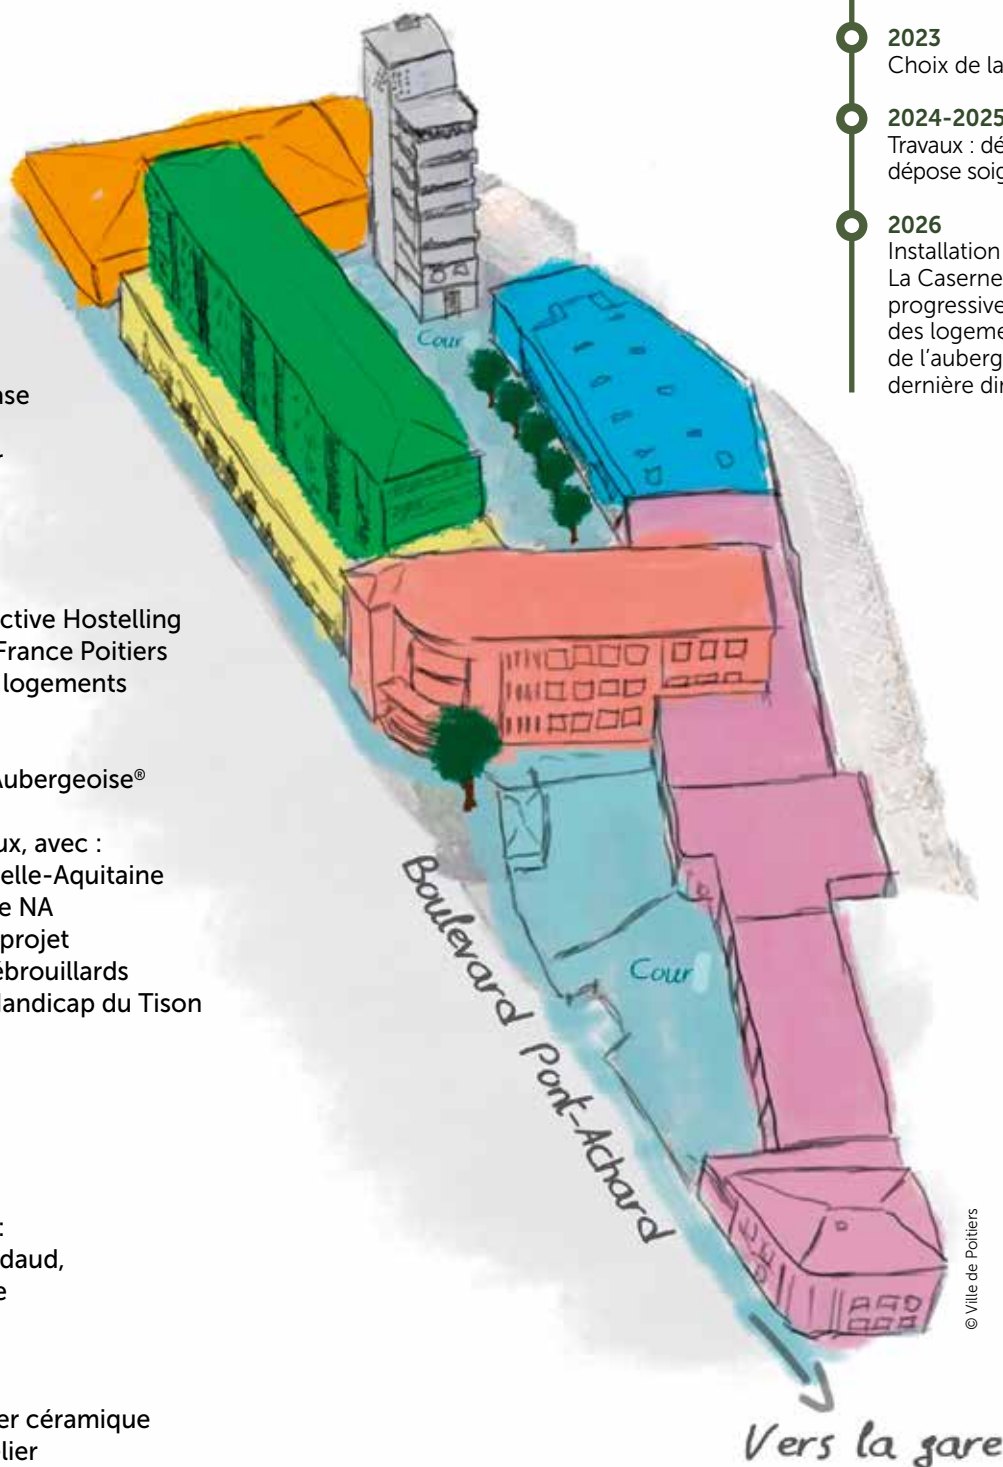 2023
Choix de la
2024-2025
Travaux : dé
dépose soig
2026
Installation
La Caserne
progressive
des logeme
de l’auberg
dernière dir
nse
ctive Hostelling
France Poitiers
logements
Aubergeoise®
ux, avec :
elle-Aquitaine
e NA
projet
ébrouillards
Handicap du Tison
:
daud,
e
er céramique
lier
Cour
Cour
Boulevard Pont-Achard
Vers la gare
© Ville de Poitiers